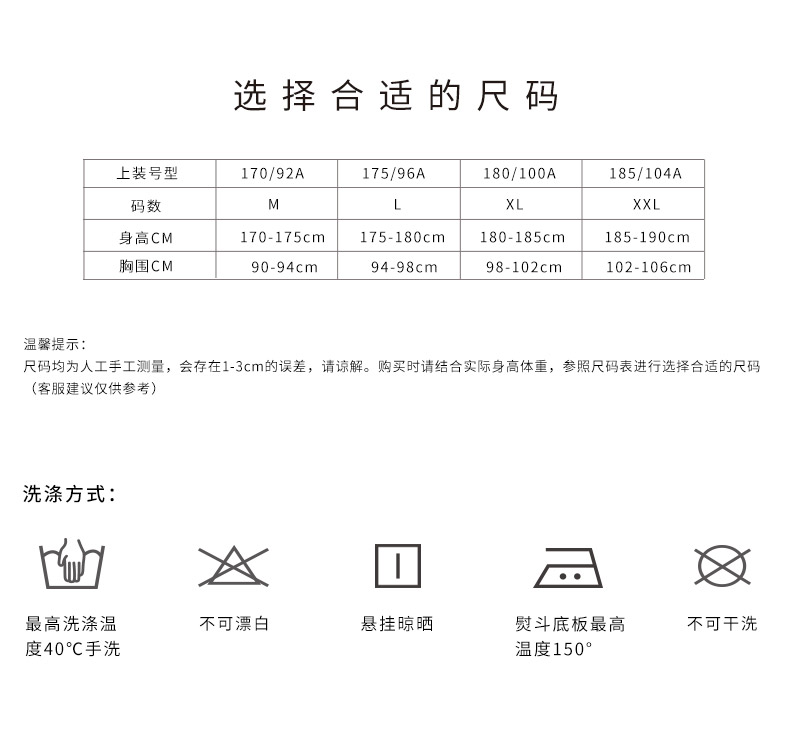 选择合适的尺码
上装号型 170/92A 175/96A 180/100A 185/104A
码数 M L XL XXL
身高CM 170-175cm 175-180cm 180-185cm 185-190cm
胸围CM 90-94cm 94-98cm 98-102cm 102-106cm
温馨提示：
尺码均为人工手工测量，会存在1-3cm的误差，请谅解。购买时请结合实际身高体重，参照尺码表进行选择合适的尺码
（客服建议仅供参考）
洗涤方式：
最高洗涤温
度40℃手洗
不可漂白
悬挂晾晒
熨斗底板最高
温度150°
不可干洗